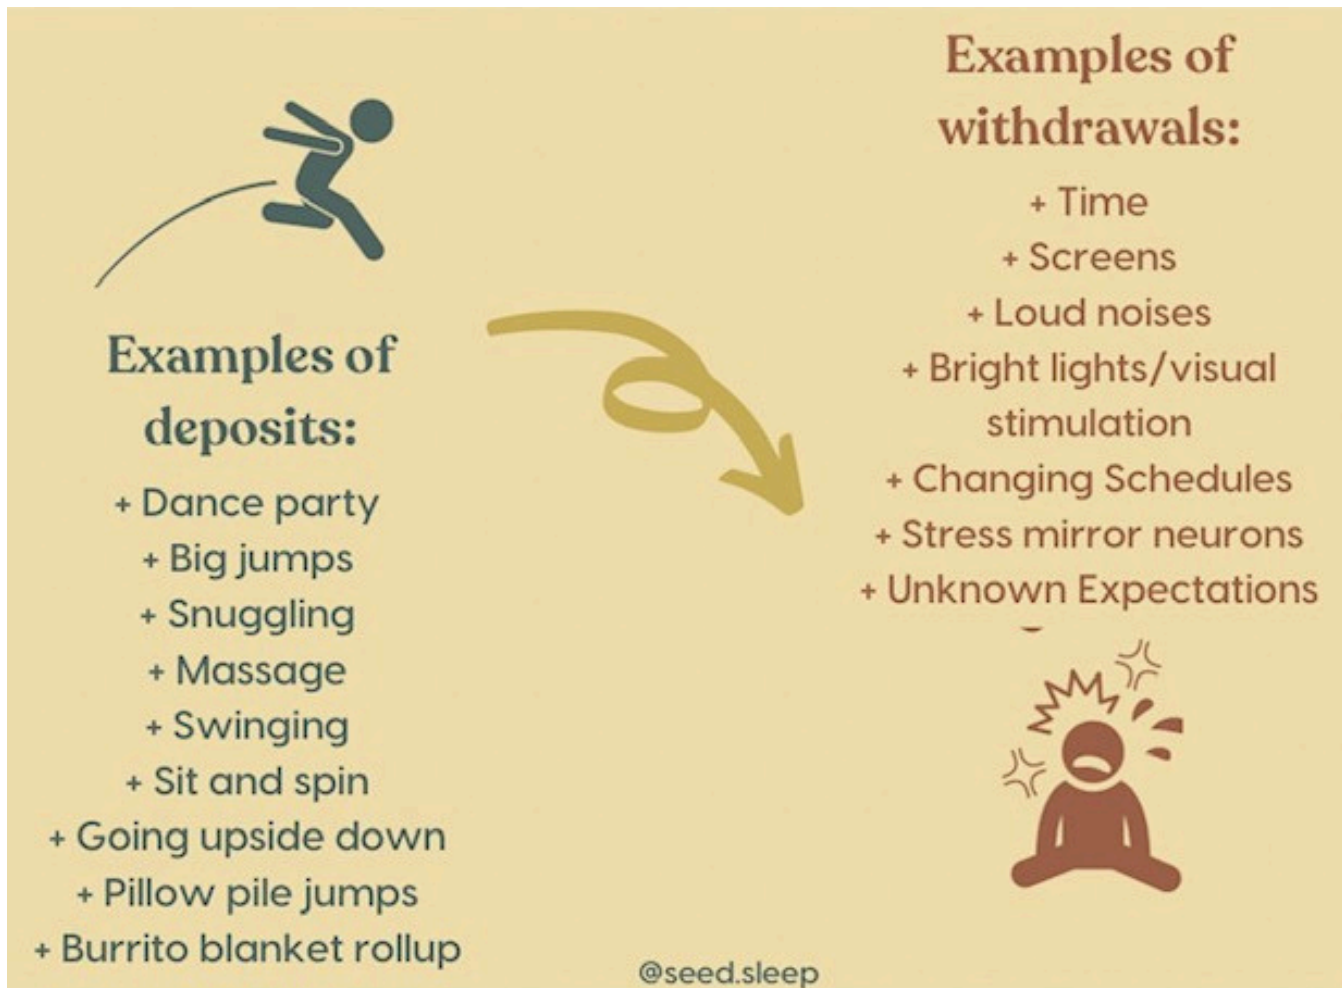 Examples of
deposits:
+ Dance party
+ Big jumps
+ Snuggling
+ Massage
+ Swinging
+ Sit and spin
+ Going upside down
+ Pillow pile jumps
+ Burrito blanket rollup
Examples of
withdrawals:
+ Time
+ Screens
+ Loud noises
+ Bright lights/visual
stimulation
+ Changing Schedules
+ Stress mirror neurons
+ Unknown Expectations
@seed.sleep